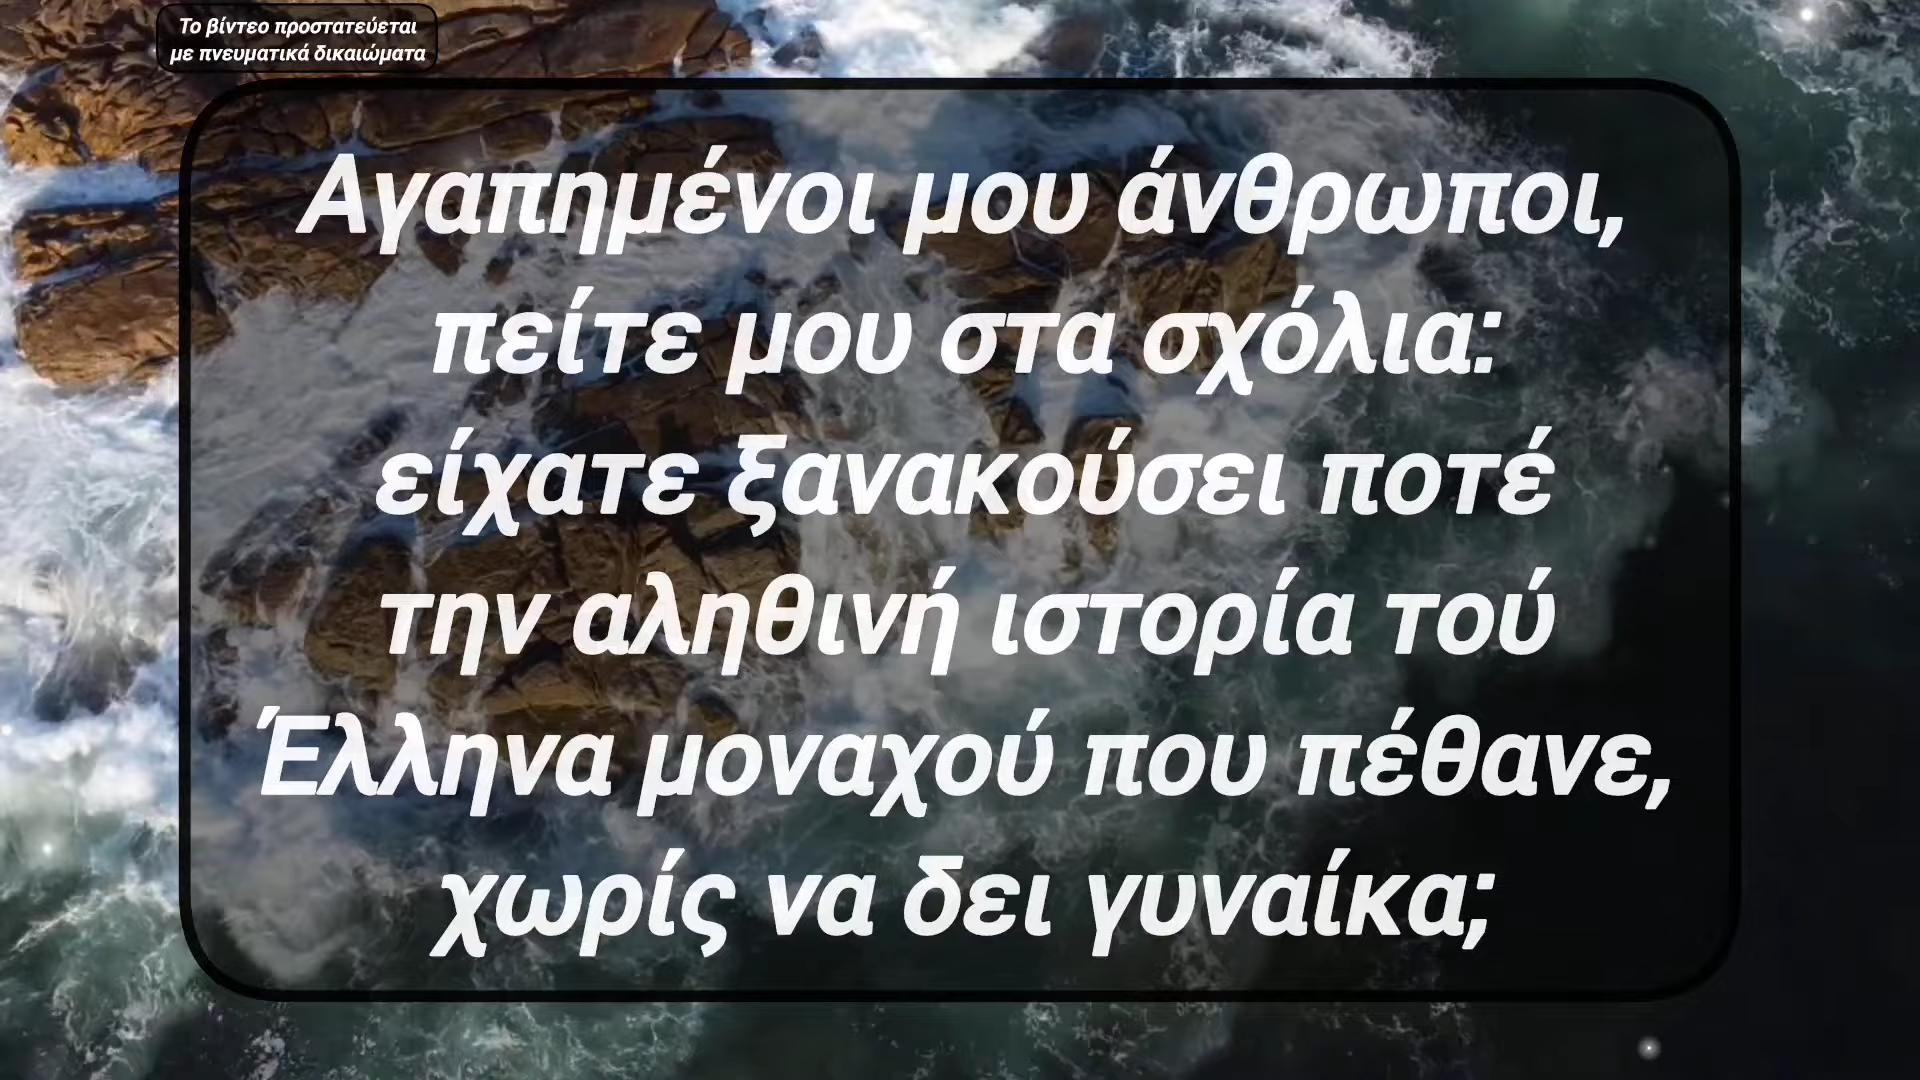 Το βίντεο προστατεύεται
με πνευματικά δικαιώματα
Αγαπημένοι μου άνθρωποι,
πείτε μου στα σχόλια:
είχατε ξανακούσει ποτέ
την αληθινή ιστορία τού
Έλληνα μοναχού που πέθανε,
χωρίς να δει γυναίκα;